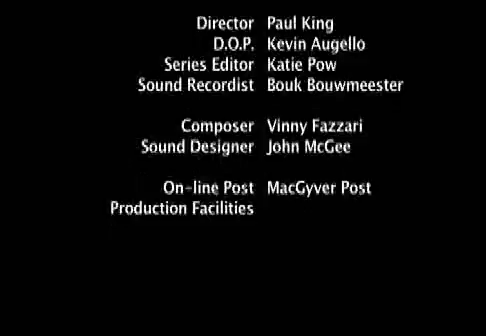 Director Paul King
D.O.P. Kevin Augello
Series Editor Katie Pow
Sound Recordist Bouk Bouwmeester
Composer Vinny Fazzari
Sound Designer John McGee
On-line Post MacGyver Post
Production Facilities